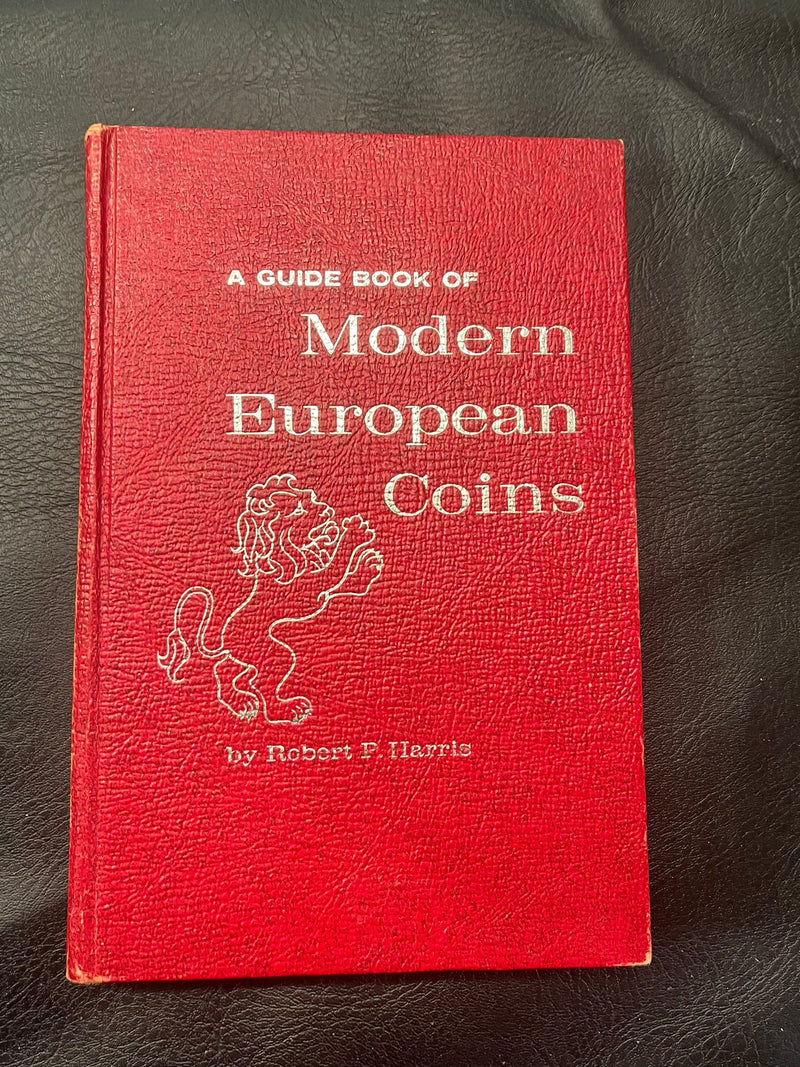 A GUIDE BOOK OF
Modern
European
Coins
by Robert P. Harris